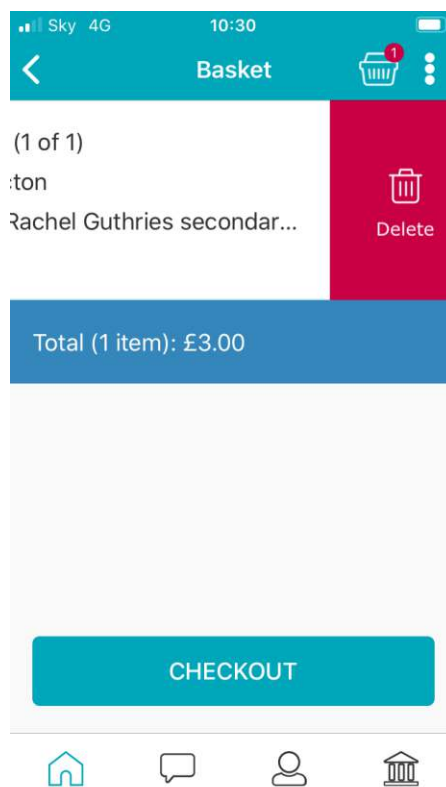 Sky 4G 10:30
Basket 1
(1 of 1)
ton
Rachel Guthries secondar...
Delete
Total (1 item): £3.00
CHECKOUT